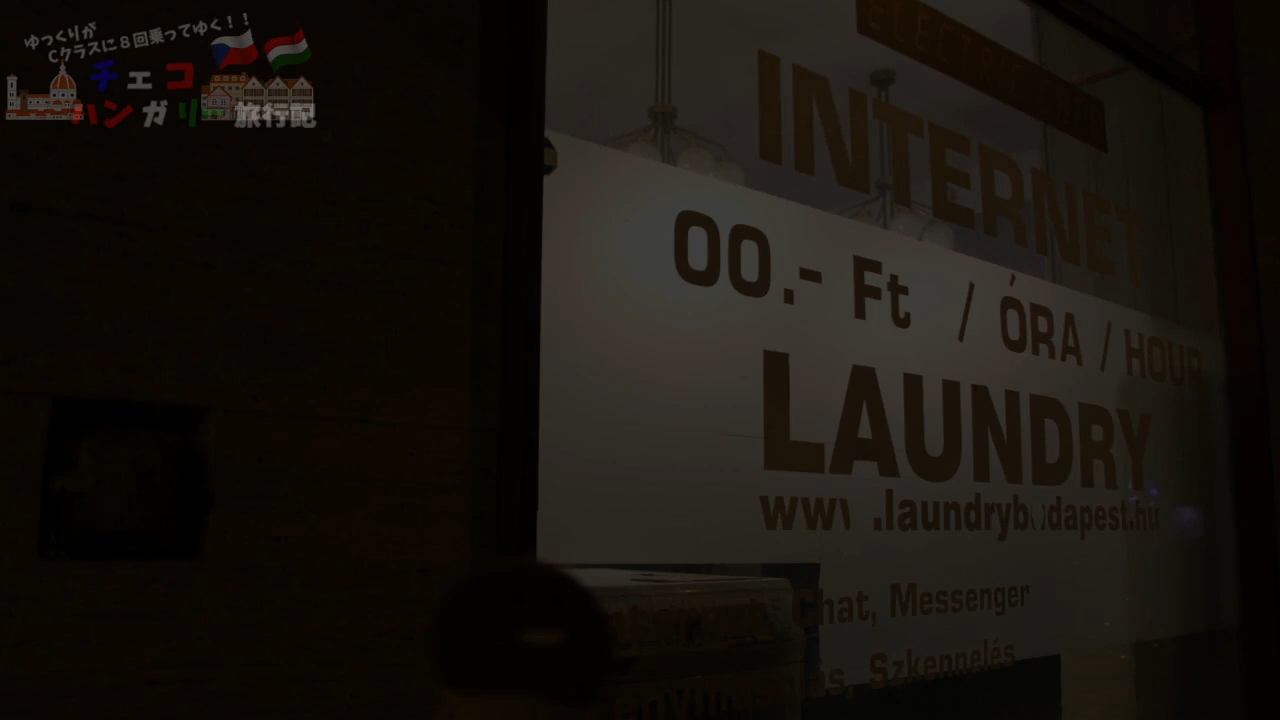 ゆっくりが
Cクラスに8回乗ってゆく!!
チェコ
ハンガリー旅行記
INTERNET
00.- Ft / ÓRA / HOUR
LAUNDRY
www.laundrybudapest.hu
Chat, Messenger
Szkennelés